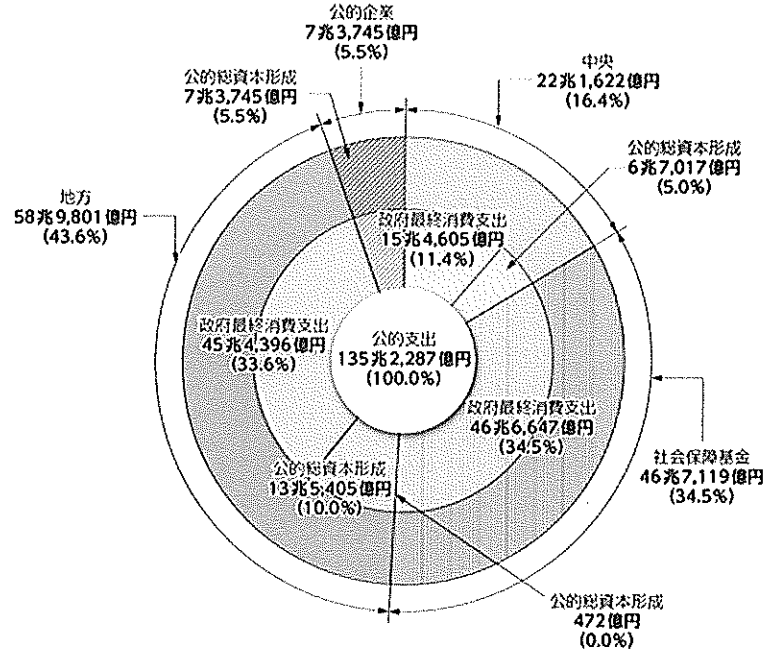 公的企業
7兆3,745億円
(5.5%)
中央
22兆1,622億円
(16.4%)
公的総資本形成
7兆3,745億円
(5.5%)
公的総資本形成
6兆7,017億円
(5.0%)
地方
58兆9,801億円
(43.6%)
政府最終消費支出
15兆4,605億円
(11.4%)
政府最終消費支出
45兆4,396億円
(33.6%)
公的支出
135兆2,287億円
(100.0%)
政府最終消費支出
46兆6,647億円
(34.5%)
社会保障基金
46兆7,119億円
(34.5%)
公的総資本形成
13兆5,405億円
(10.0%)
公的総資本形成
472億円
(0.0%)